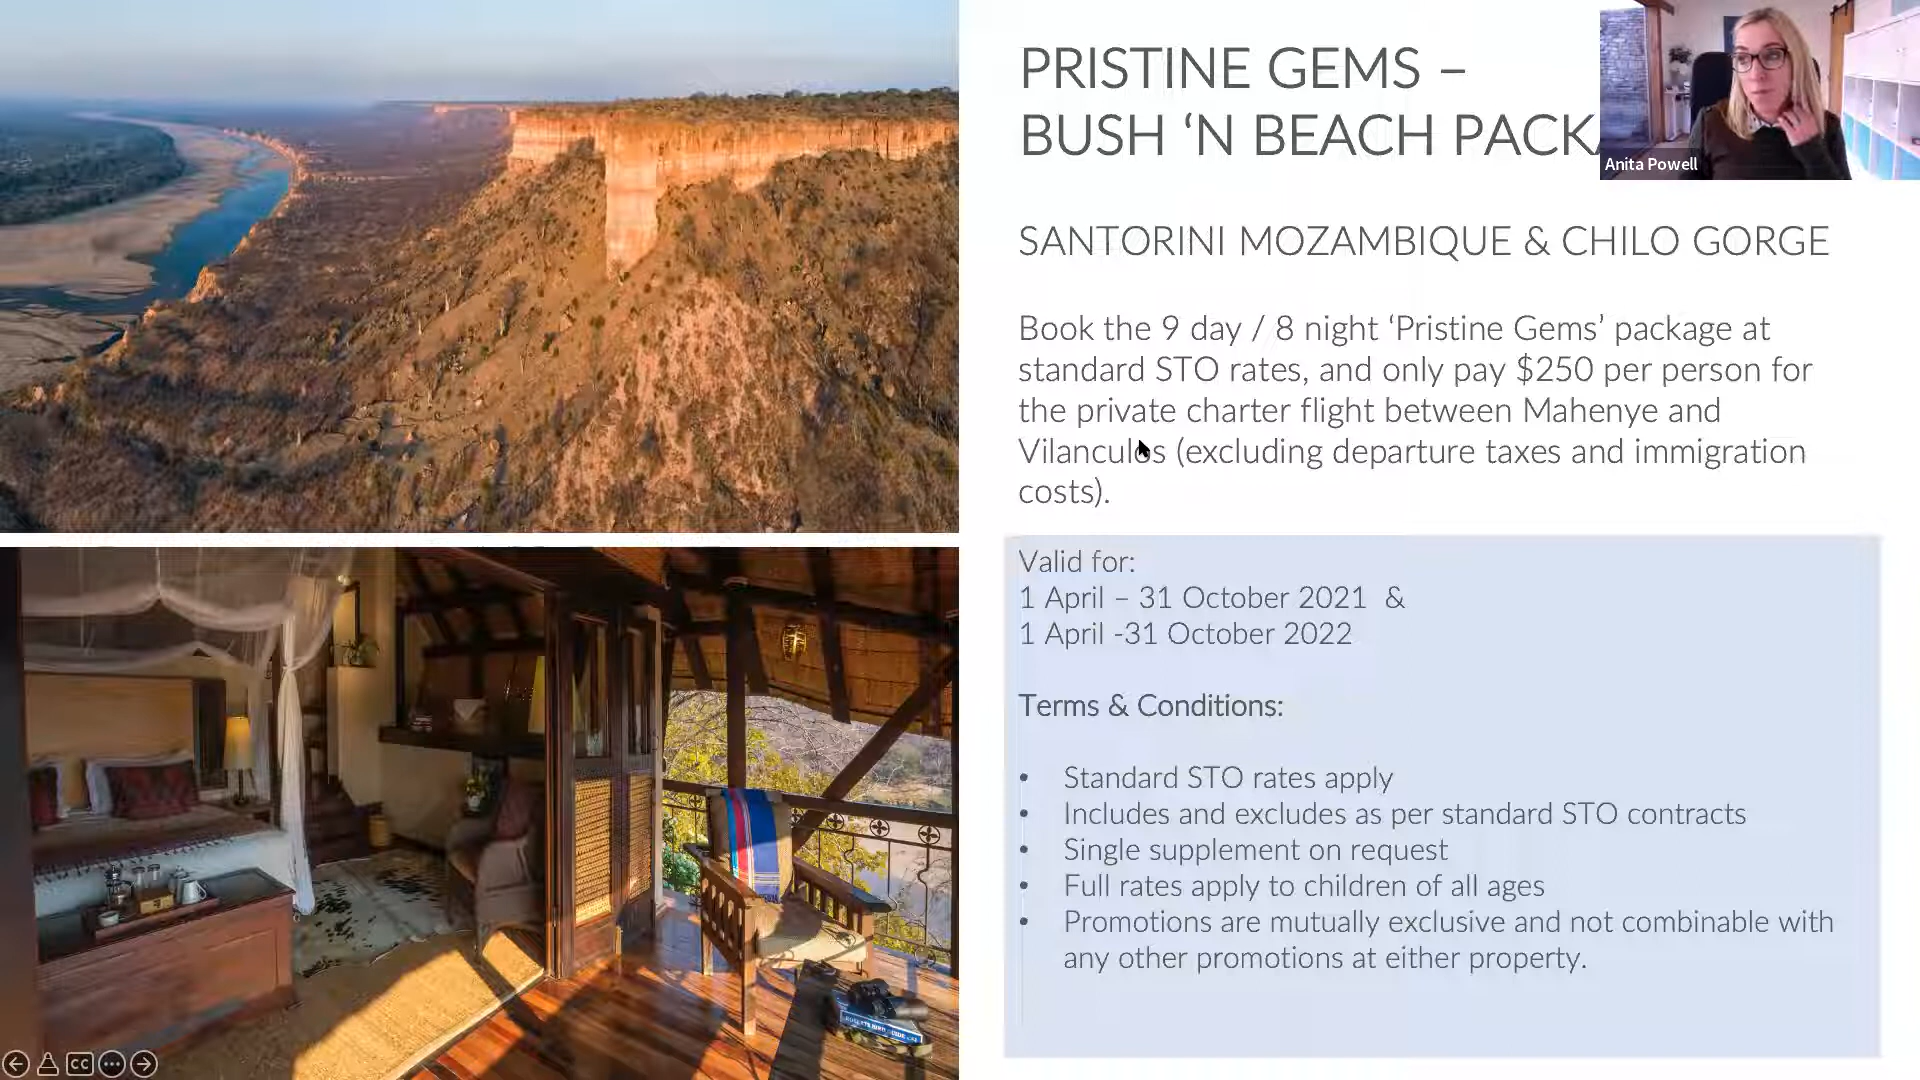 PRISTINE GEMS –
BUSH ‘N BEACH PACK
Anita Powell
SANTORINI MOZAMBIQUE & CHILO GORGE
Book the 9 day / 8 night ‘Pristine Gems’ package at
standard STO rates, and only pay $250 per person for
the private charter flight between Mahenye and
Vilanculos (excluding departure taxes and immigration
costs).
Valid for:
1 April – 31 October 2021 &
1 April -31 October 2022
Terms & Conditions:
• Standard STO rates apply
• Includes and excludes as per standard STO contracts
• Single supplement on request
• Full rates apply to children of all ages
• Promotions are mutually exclusive and not combinable with
any other promotions at either property.
CC